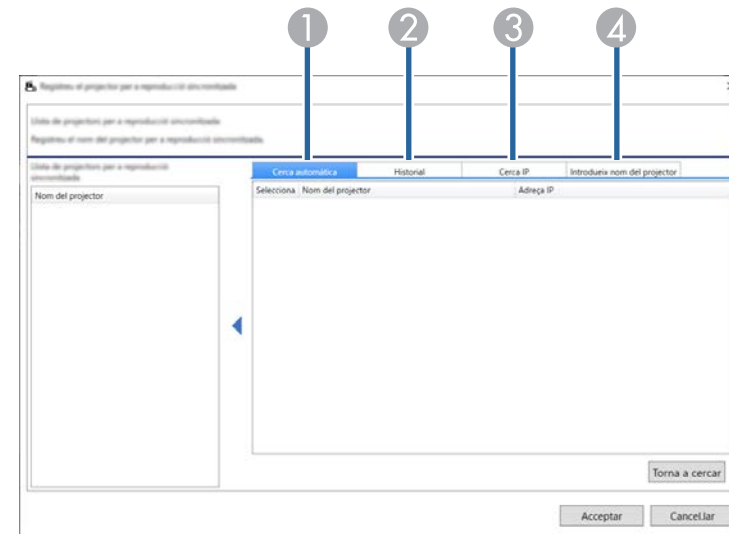 1 2 3 4
Registreu el projector per a reproducció sincronitzada
Llista de projectors per a reproducció sincronitzada
Registreu el nom del projector per a reproducció sincronitzada.
Llista de projectors per a reproducció
sincronitzada
Cerca automàtica Historial Cerca IP Introdueix nom del projector
Nom del projector
Selecciona Nom del projector Adreça IP
Torna a cercar
Acceptar Cancel.lar